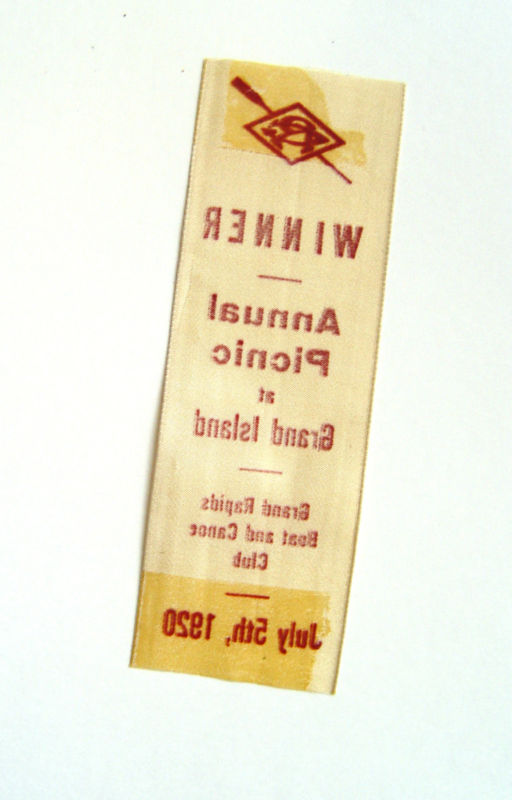 WINNER
Annual
Picnic
at
Grand Island
Grand Rapids
Boat and Canoe
Club
July 5th, 1920